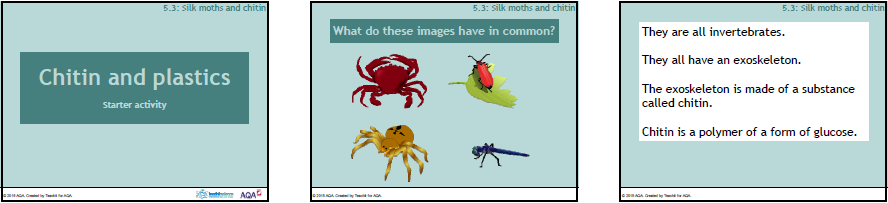 5.3: Silk moths and chitin
Chitin and plastics
Starter activity
© 2015 AQA. Created by Teachit for AQA.
AQA
5.3: Silk moths and chitin
What do these images have in common?
© 2015 AQA. Created by Teachit for AQA.
5.3: Silk moths and chitin
They are all invertebrates.
They all have an exoskeleton.
The exoskeleton is made of a substance
called chitin.
Chitin is a polymer of a form of glucose.
© 2015 AQA. Created by Teachit for AQA.